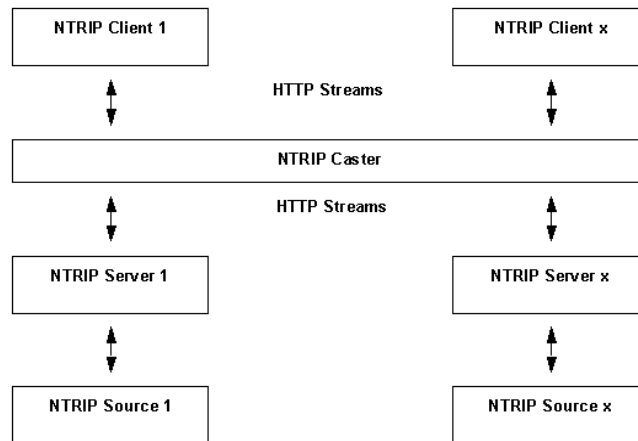 NTRIP Client 1
NTRIP Client x
HTTP Streams
NTRIP Caster
HTTP Streams
NTRIP Server 1
NTRIP Server x
NTRIP Source 1
NTRIP Source x